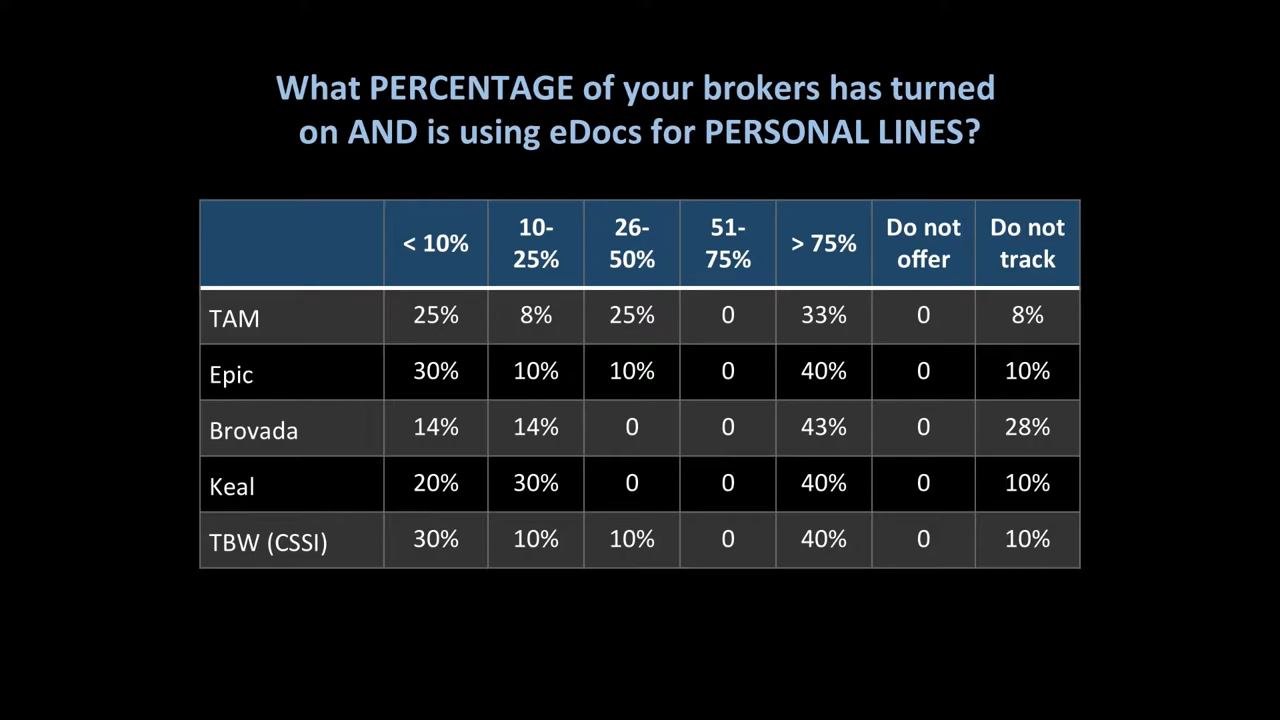 What PERCENTAGE of your brokers has turned
on AND is using eDocs for PERSONAL LINES?
< 10% 10-25% 26-50% 51-75% > 75% Do not offer Do not track
TAM 25% 8% 25% 0 33% 0 8%
Epic 30% 10% 10% 0 40% 0 10%
Brovada 14% 14% 0 0 43% 0 28%
Keal 20% 30% 0 0 40% 0 10%
TBW (CSSI) 30% 10% 10% 0 40% 0 10%